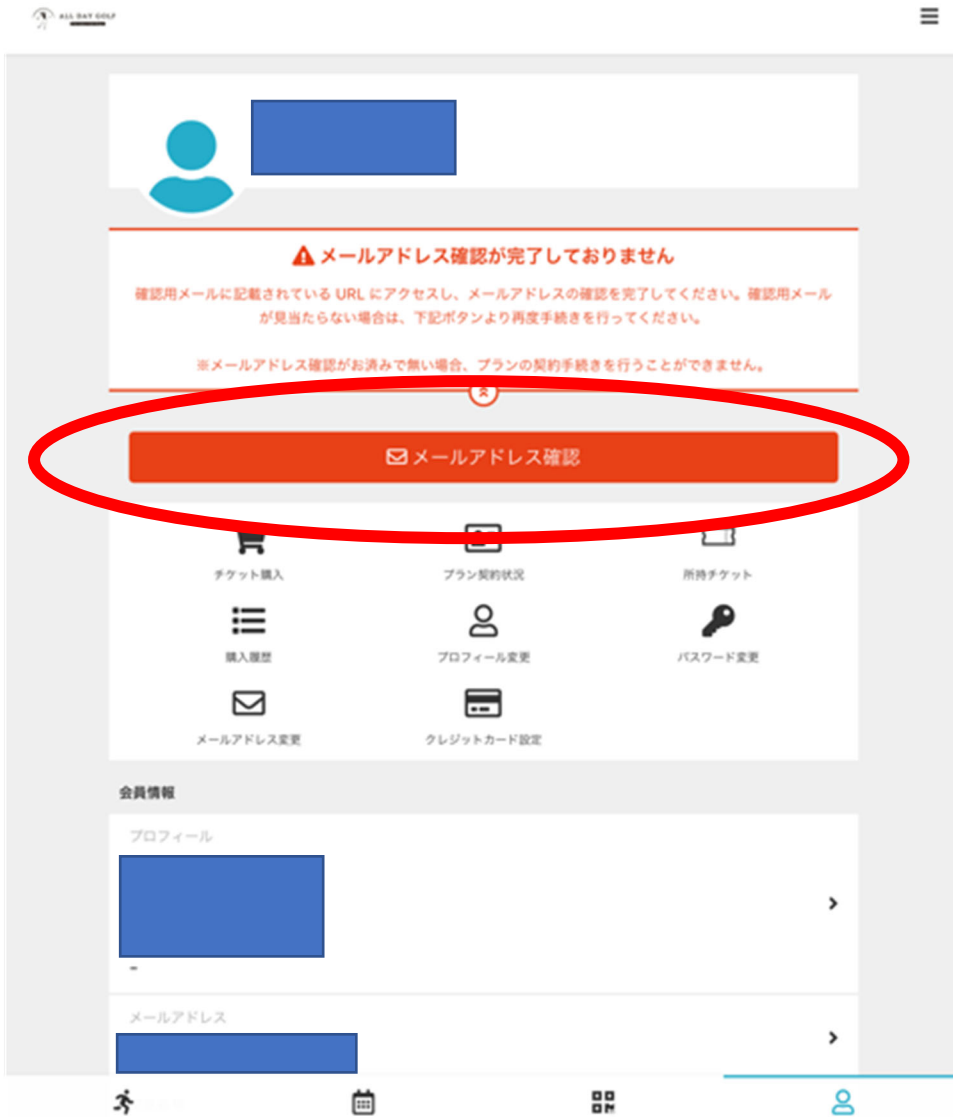 ALL DAY GOLF
メールアドレス確認が完了しておりません
確認用メールに記載されている URL にアクセスし、メールアドレスの確認を完了してください。確認用メール
が見当たらない場合は、下記ボタンより再度手続きを行ってください。
※メールアドレス確認がお済みで無い場合、プランの契約手続きを行うことができません。
メールアドレス確認
チケット購入
プラン契約状況
所持チケット
購入履歴
プロフィール変更
パスワード変更
メールアドレス変更
クレジットカード設定
会員情報
プロフィール
-
メールアドレス